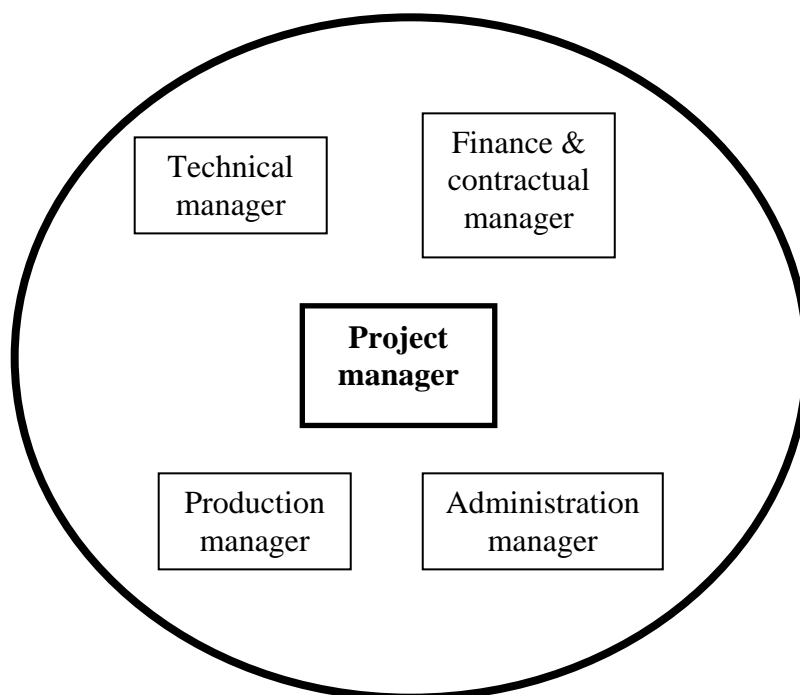 Technical
manager
Finance &
contractual
manager
Project
manager
Production
manager
Administration
manager